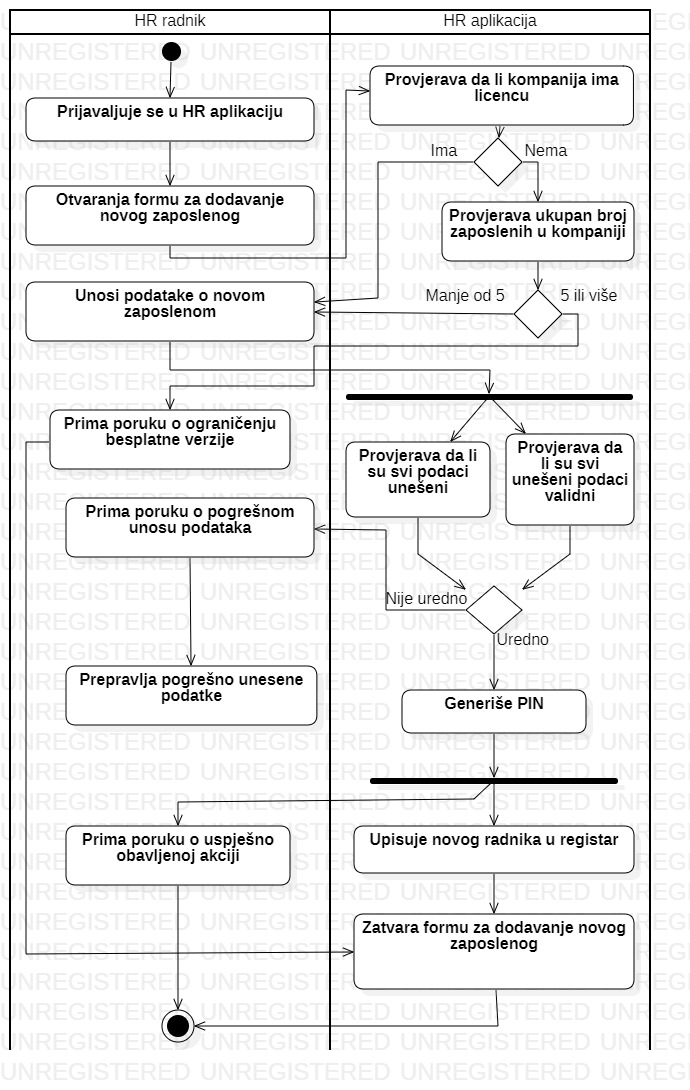 HR radnik
HR aplikacija
Prijavaljuje se u HR aplikaciju
Provjerava da li kompanija ima
licencu
Ima
Nema
Otvaranja formu za dodavanje
novog zaposlenog
Provjerava ukupan broj
zaposlenih u kompaniji
Unosi podatake o novom
zaposlenom
Manje od 5
5 ili više
Prima poruku o ograničenju
besplatne verzije
Provjerava da li
su svi podaci
unešeni
Provjerava da
li su svi
unešeni podaci
validni
Prima poruku o pogrešnom
unosu podataka
Nije uredno
Uredno
Prepravlja pogrešno unesene
podatke
Generiše PIN
Prima poruku o uspješno
obavljenoj akciji
Upisuje novog radnika u registar
Zatvara formu za dodavanje novog
zaposlenog
UNREGISTERED